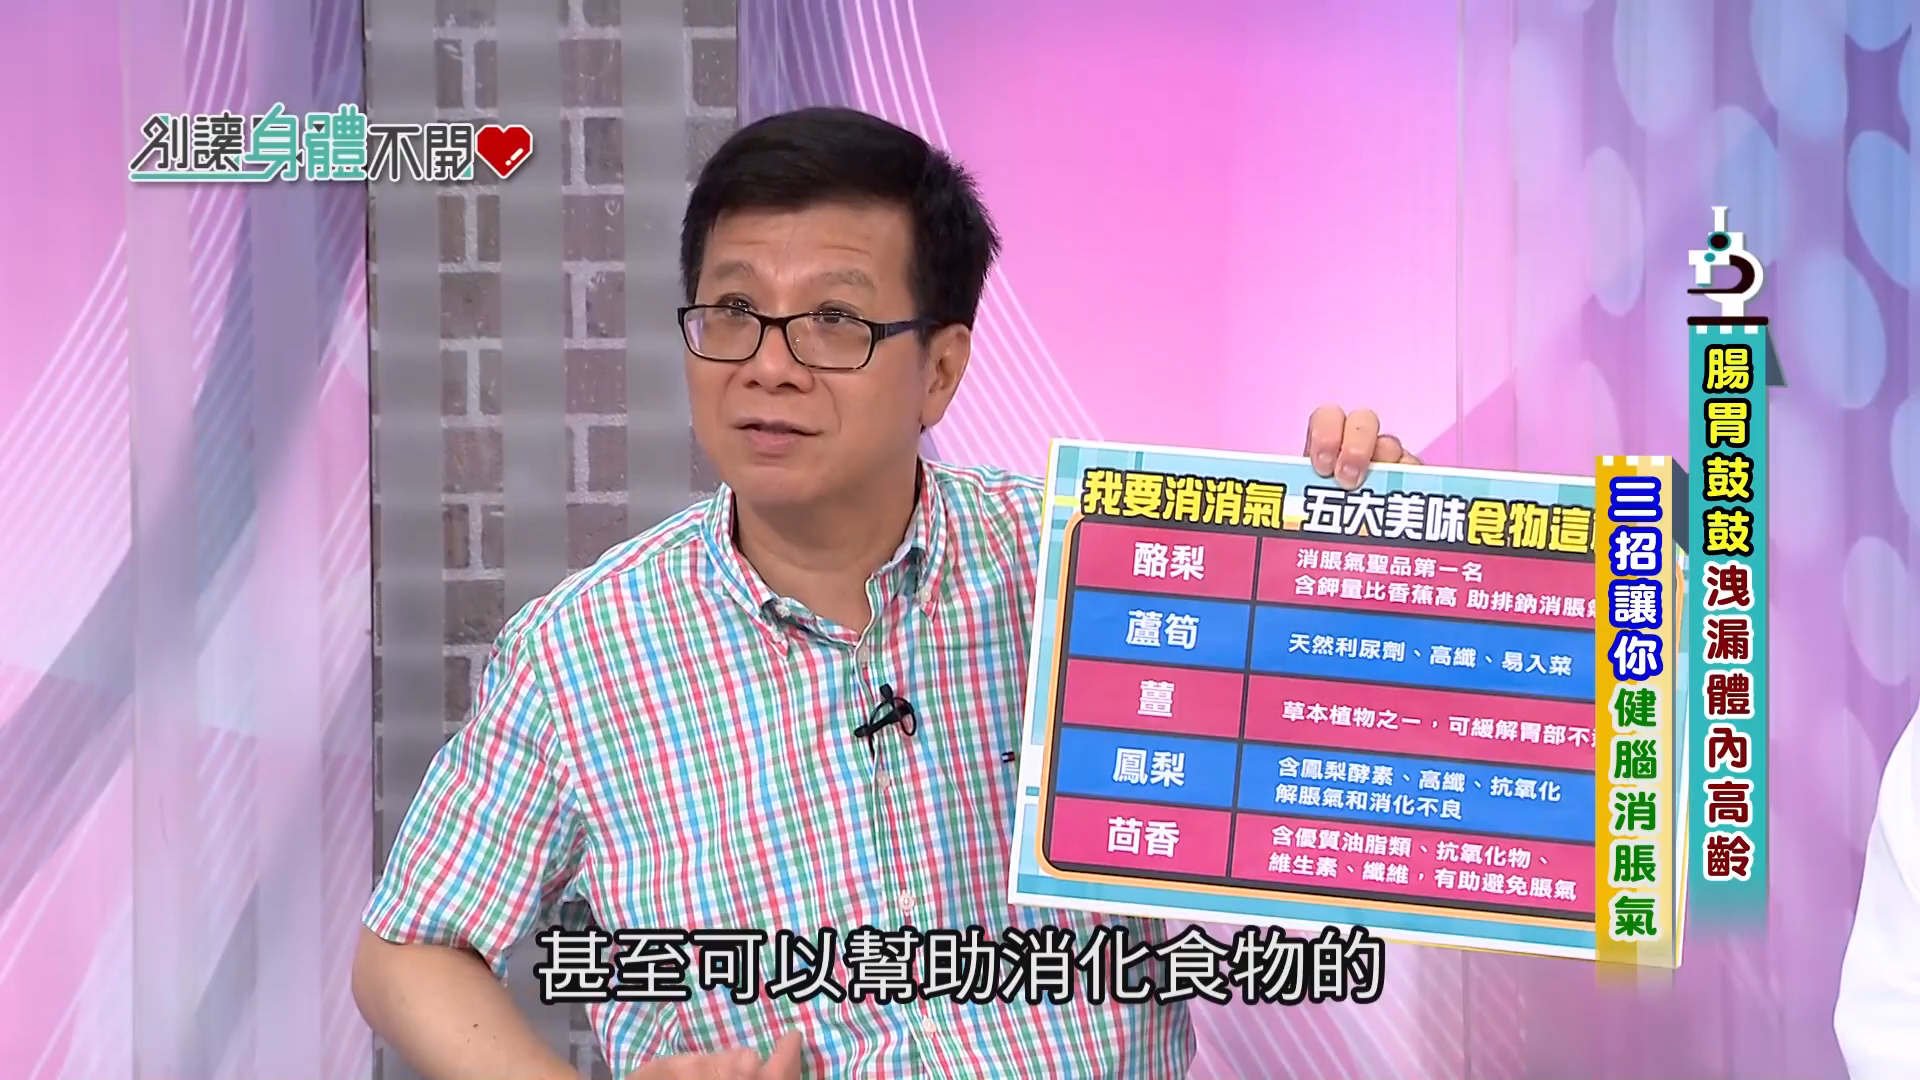 別讓身體不開
腸胃鼓鼓洩漏體內高齡
三招讓你健腦消脹氣
我要消消氣 五大美味食物這
酪梨
消脹氣聖品第一名
含鉀量比香蕉高 助排鈉消脹
蘆筍
天然利尿劑、高纖、易入菜
薑
草本植物之一，可緩解胃部不
鳳梨
含鳳梨酵素、高纖、抗氧化
解脹氣和消化不良
茴香
含優質油脂類、抗氧化物、
維生素、纖維，有助避免脹氣
甚至可以幫助消化食物的